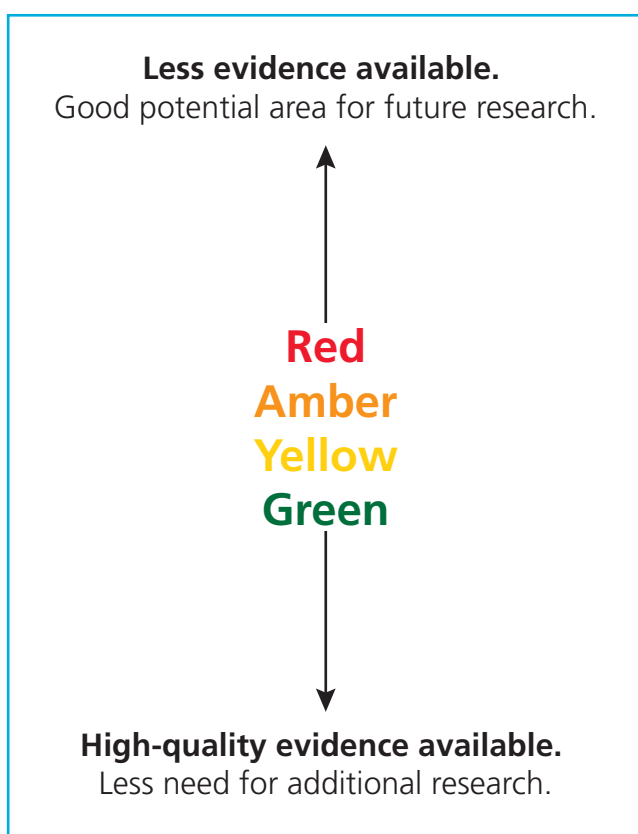 Less evidence available.
Good potential area for future research.
Red
Amber
Yellow
Green
High-quality evidence available.
Less need for additional research.